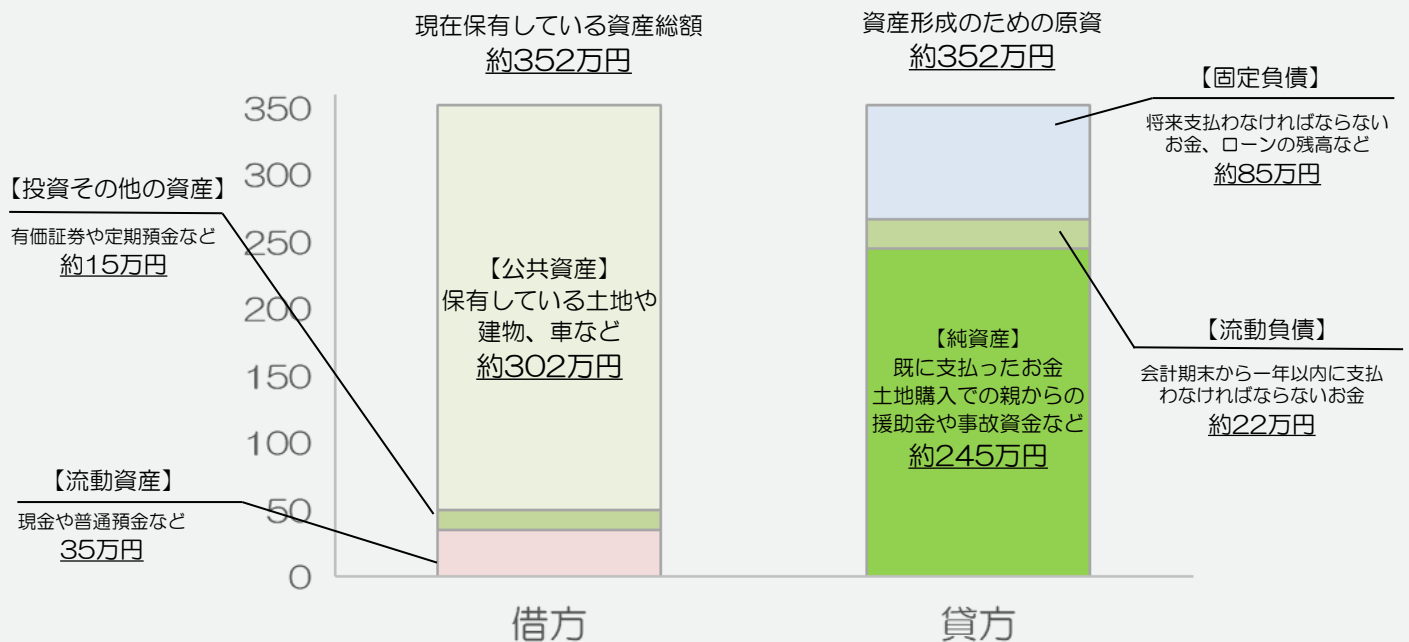 現在保有している資産総額
約352万円
資産形成のための原資
約352万円
【固定負債】
将来支払わなければならない
お金、ローンの残高など
約85万円
350
300
250
200
150
100
50
0
【投資その他の資産】
有価証券や定期預金など
約15万円
【公共資産】
保有している土地や
建物、車など
約302万円
【純資産】
既に支払ったお金
土地購入での親からの
援助金や事故資金など
約245万円
【流動負債】
会計期末から一年以内に支払
わなければならないお金
約22万円
【流動資産】
現金や普通預金など
35万円
借方
貸方